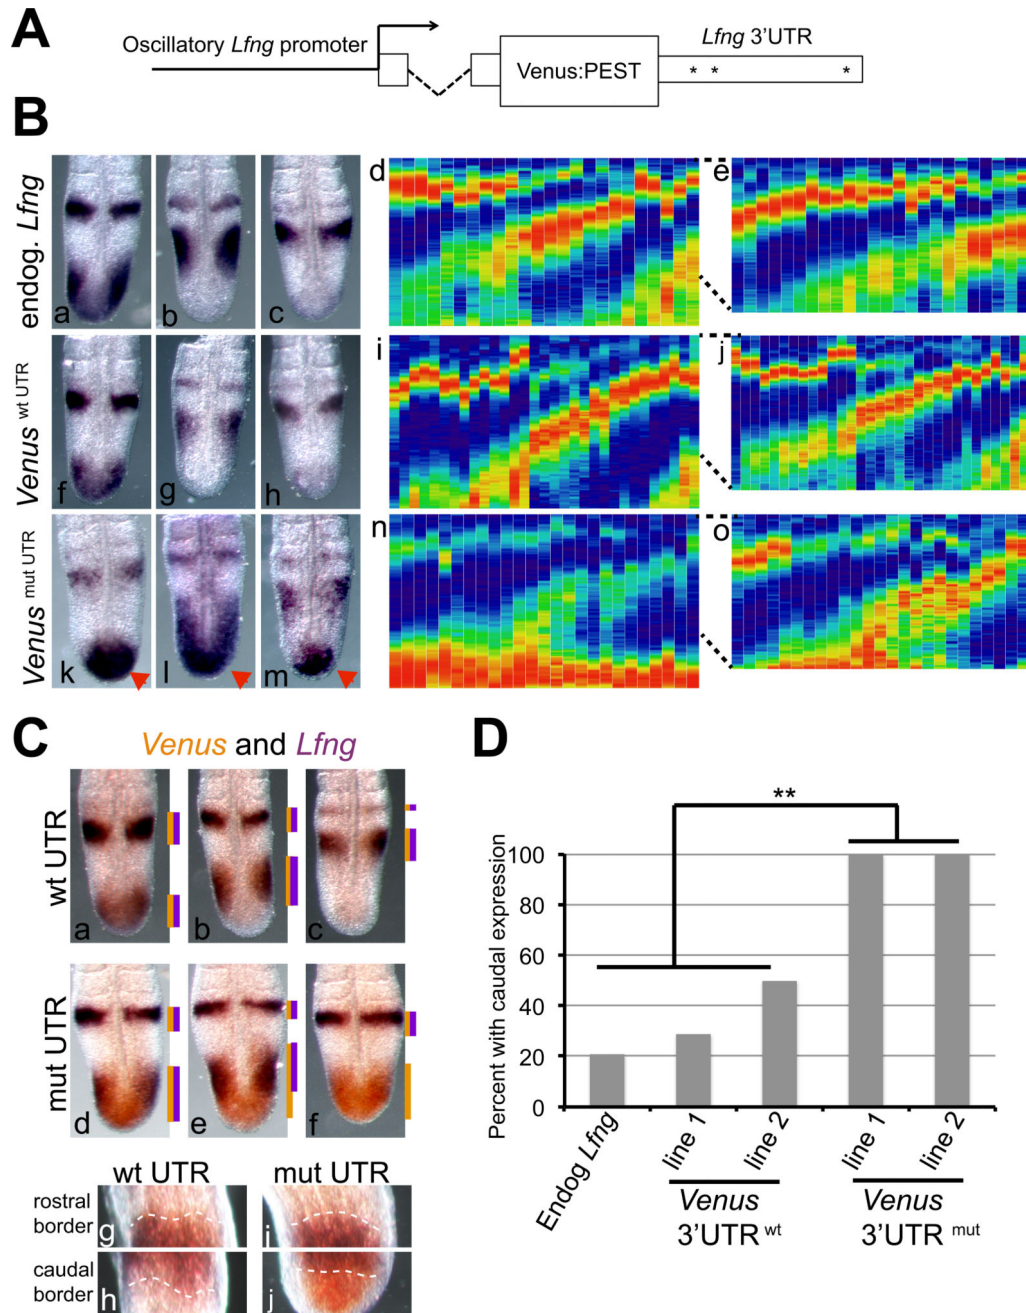 A
Oscillatory Lfng promoter
Venus:PEST
Lfng 3'UTR
* * *
B
endog. Lfng
a b c d e
Venus wt UTR
f g h i j
Venus mut UTR
k l m n o
C
Venus and Lfng
wt UTR
a b c
mut UTR
d e f
wt UTR mut UTR
rostral border
g i
caudal border
h j
D
**
Percent with caudal expression
100
80
60
40
20
0
Endog Lfng
line 1
line 2
line 1
line 2
Venus
3'UTR wt
Venus
3'UTR mut